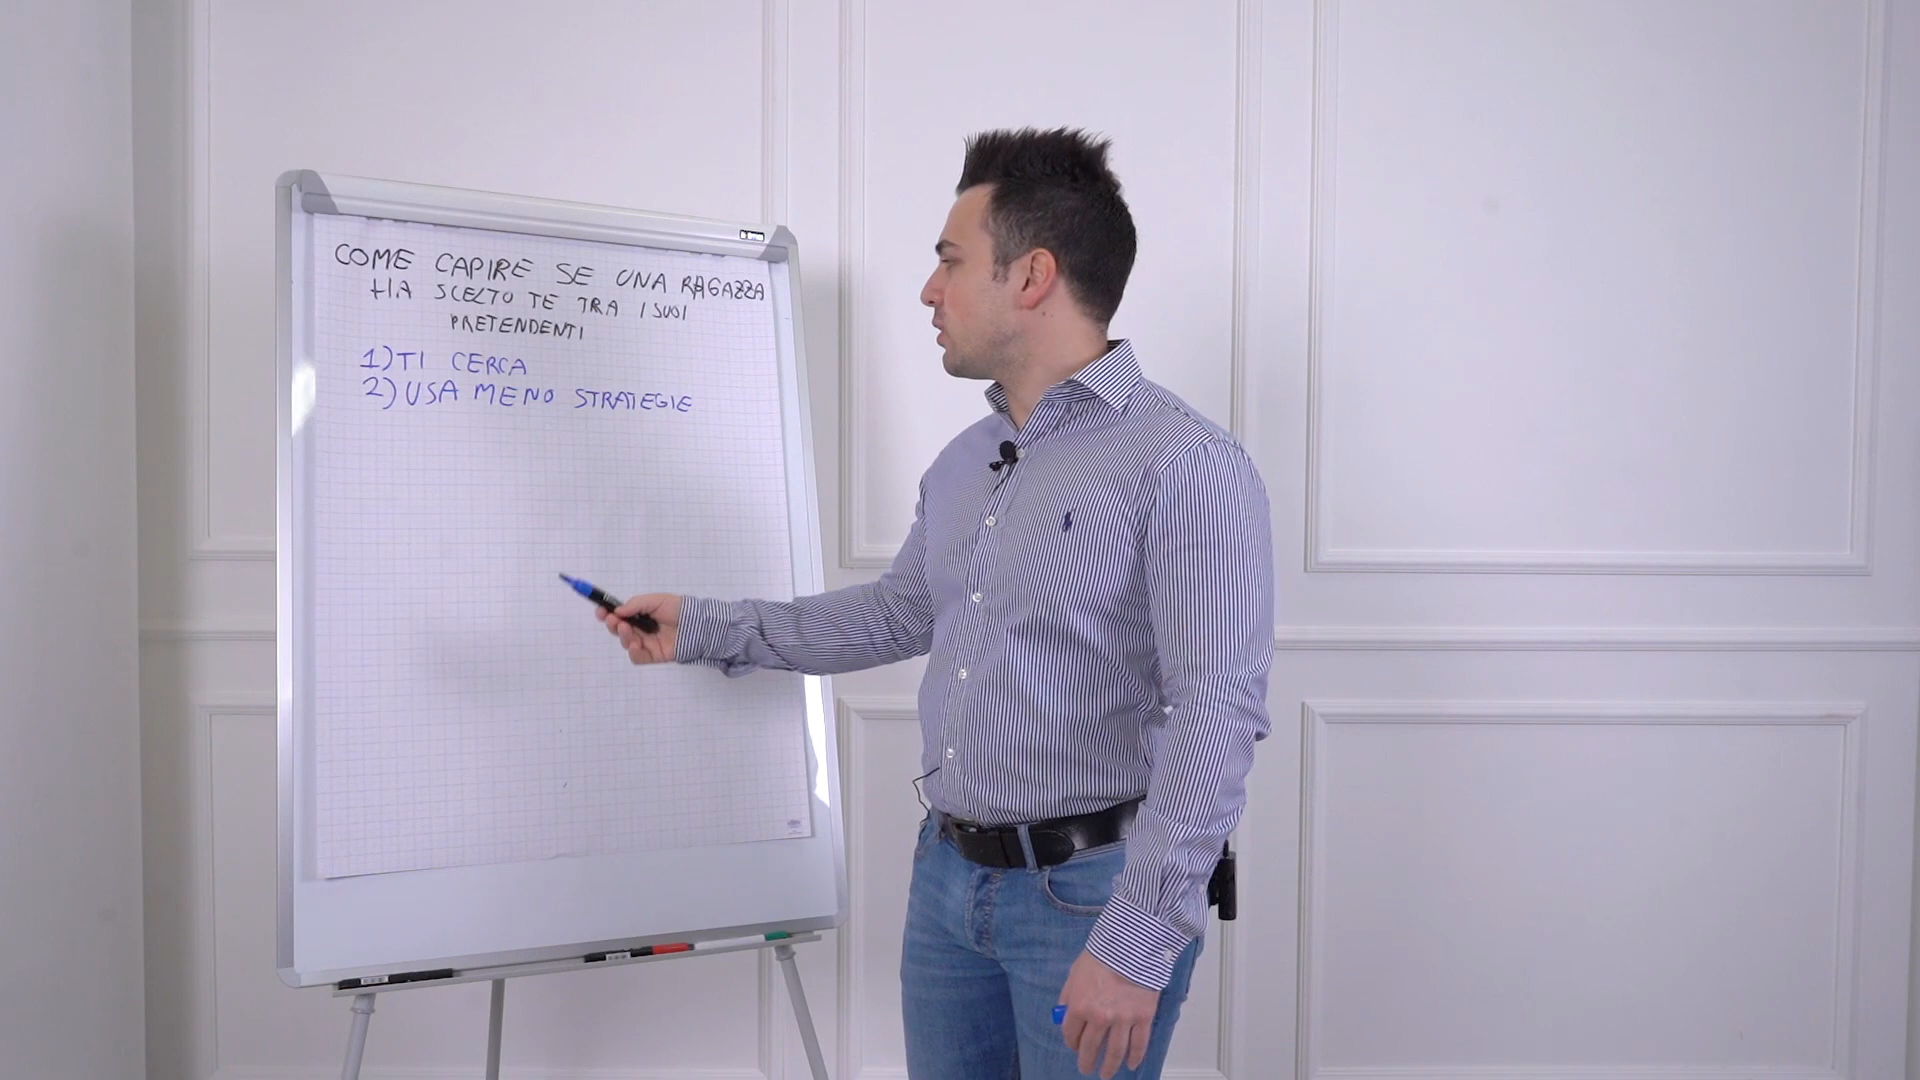 COME CAPIRE SE UNA RAGAZZA
HA SCELTO TE TRA I SUOI
PRETENDENTI
1) TI CERCA
2) USA MENO STRATEGIE